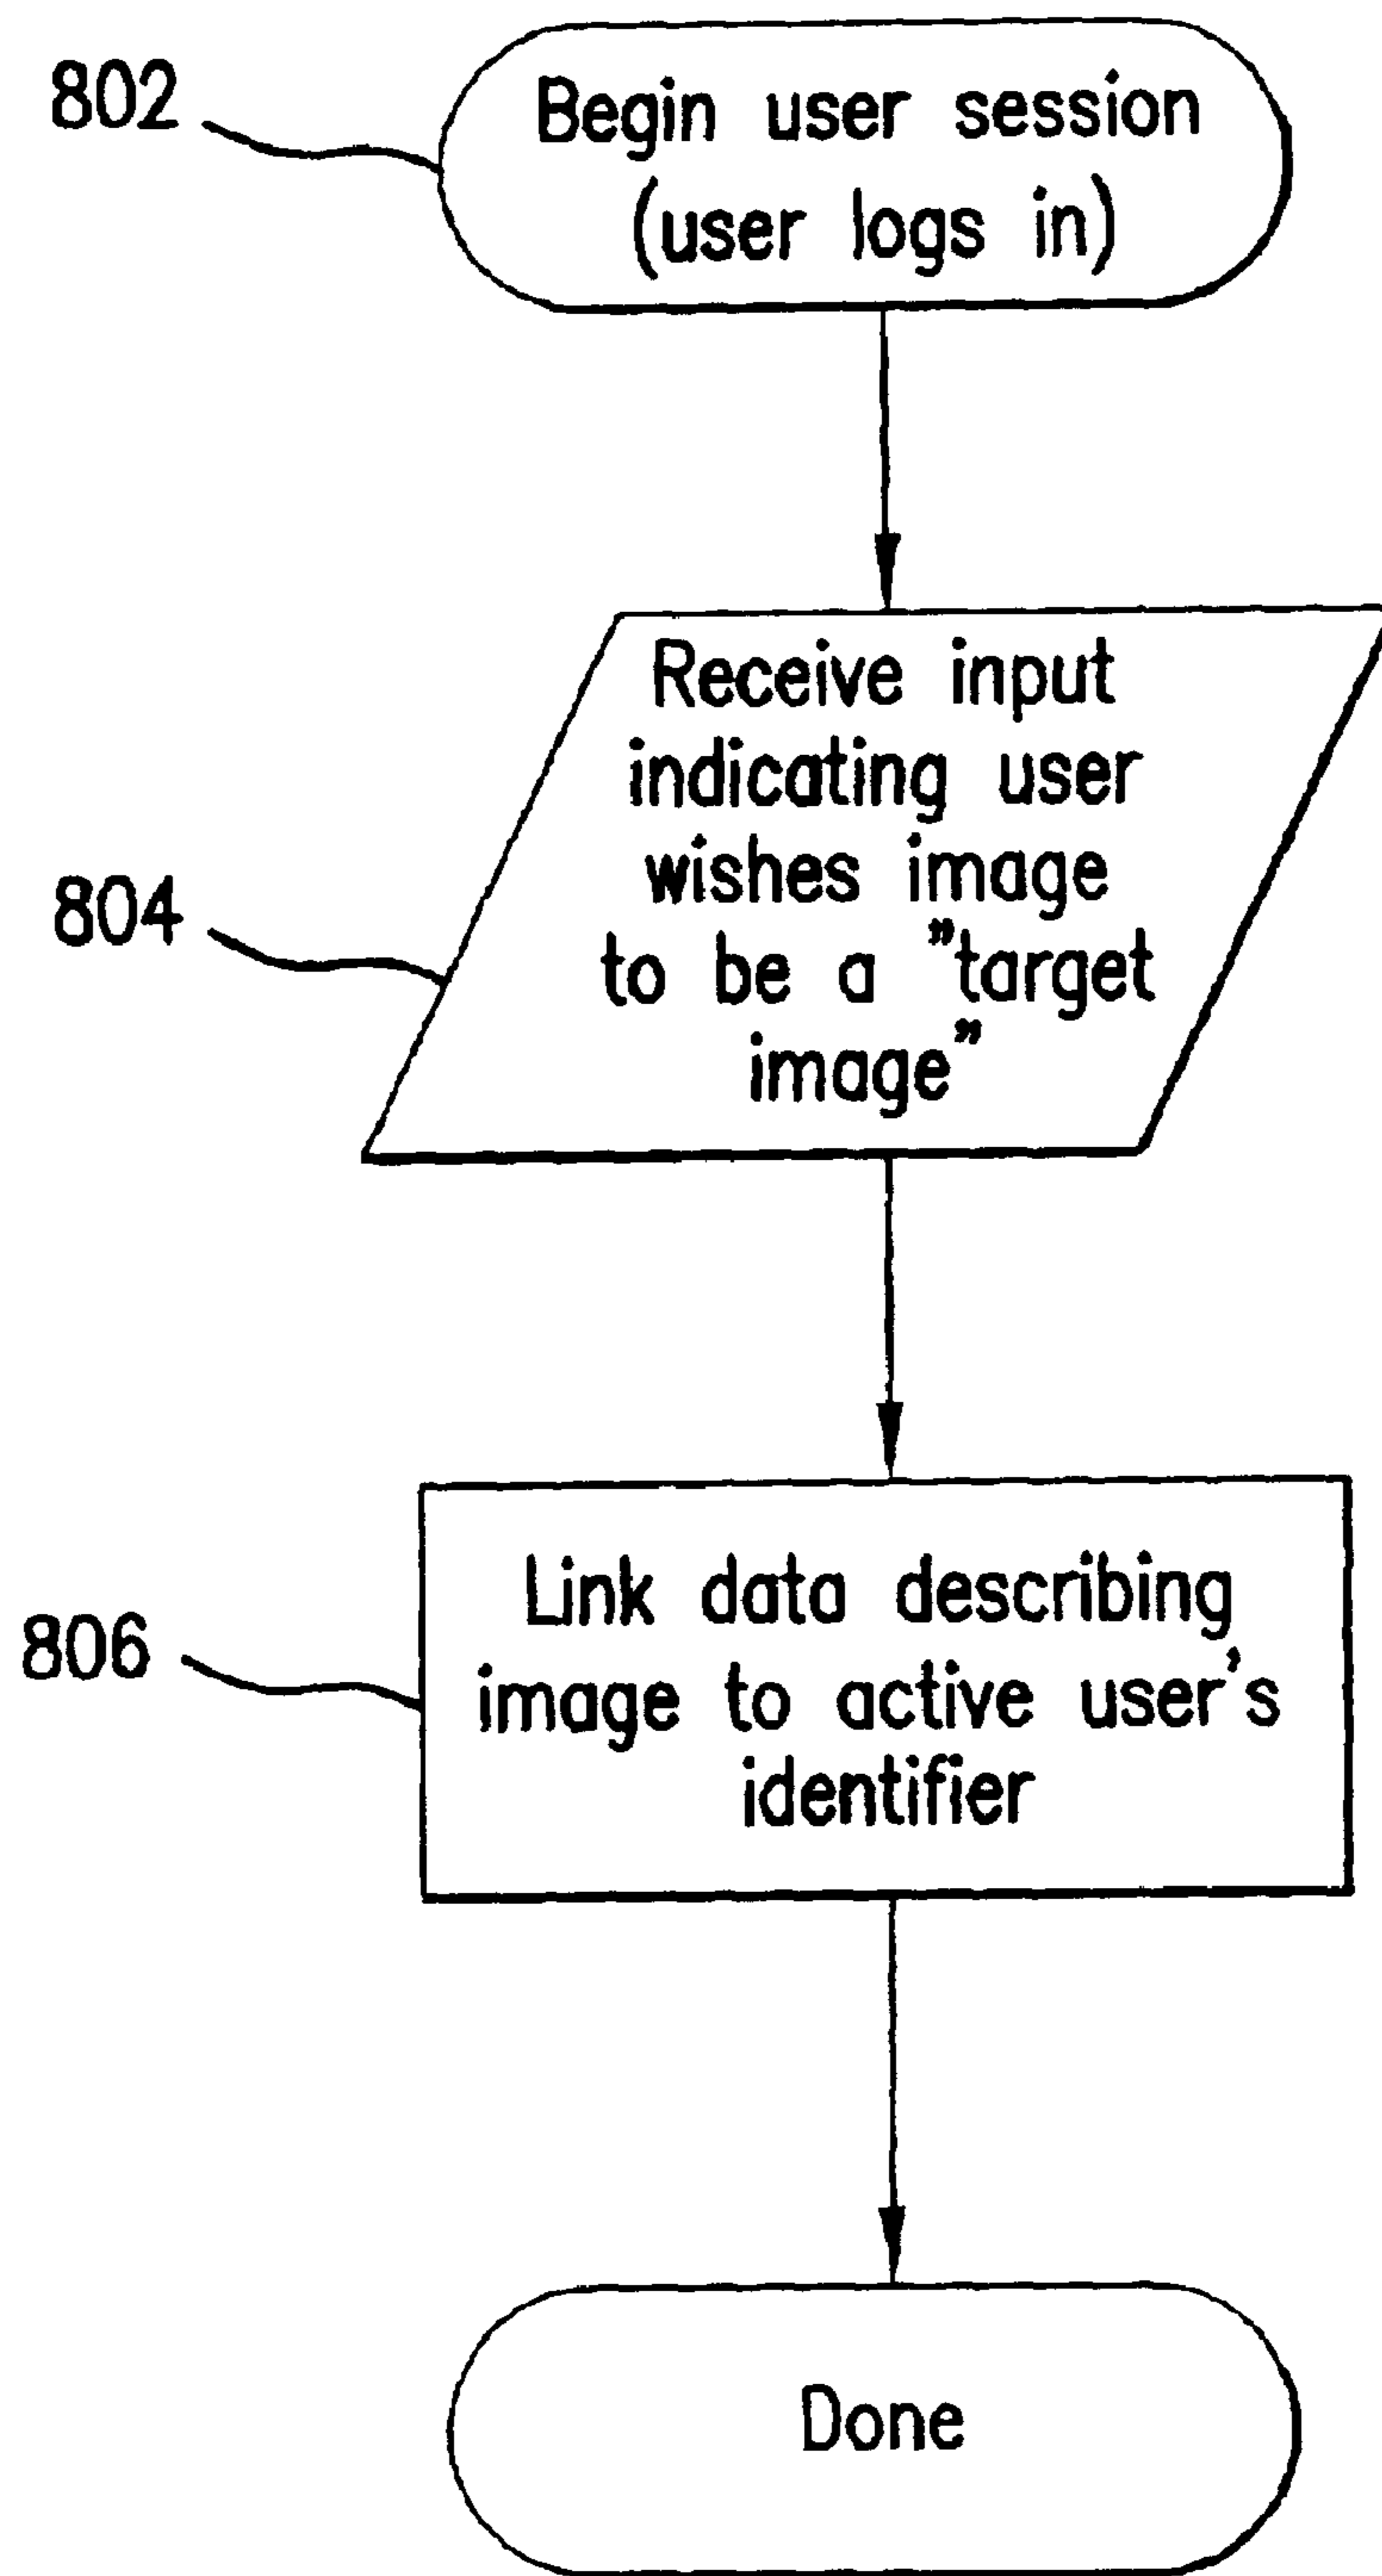 802
Begin user session
(user logs in)
804
Receive input
indicating user
wishes image
to be a "target
image"
806
Link data describing
image to active user's
identifier
Done